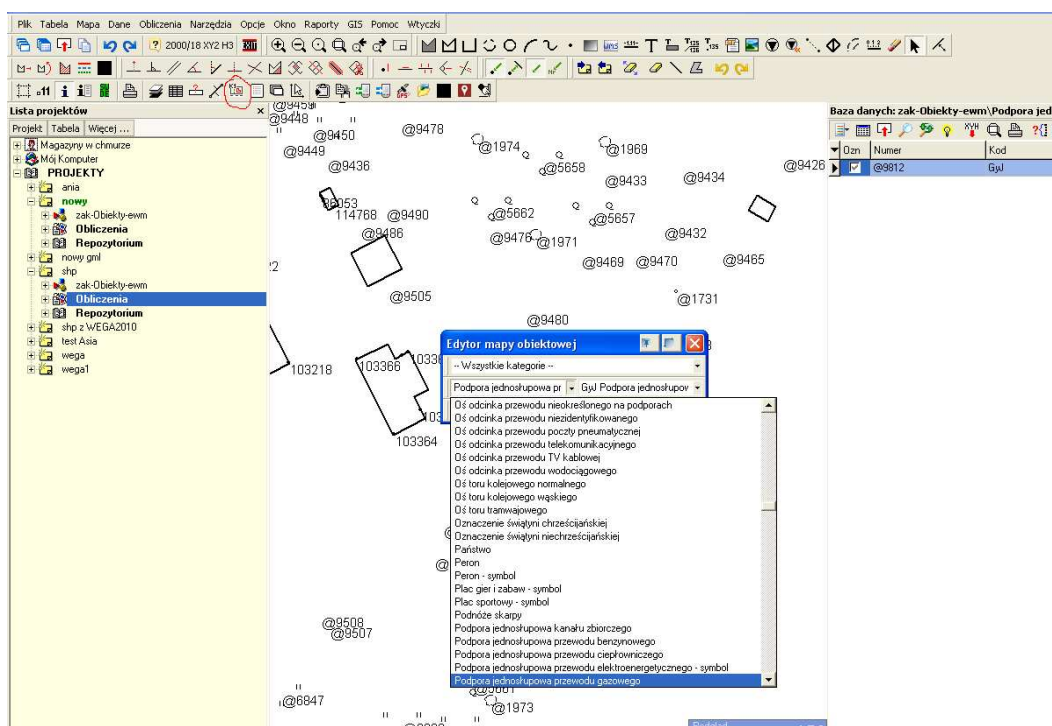 Plik Tabela Mapa Dane Obliczenia Narzędzia Opcje Okno Raporty GIS Pomoc Wtyczki
2000/18 XY2 H3
Lista projektów
Projekt Tabela Więcej ...
Magazyny w chmurze
Mój Komputer
PROJEKTY
ania
nowy
zak-Obiekty-ewm
Obliczenia
Repozytorium
nowy gml
shp
zak-Obiekty-ewm
Obliczenia
Repozytorium
shp z WEGA2010
test Asia
wega
wega1
@9448
@9450
@9478
@9449
@1974
@1969
@9436
@5658
@9426
@9433
@9434
86053
114768 @9490
@5662
@5657
@9486
@9476 @1971
@9432
@9469 @9470
@9465
@9505
@1731
@9480
103218
103366
103364
@9508
@9507
@6847
@1973
Edytor mapy obiektowej
-- Wszystkie kategorie --
Podpora jednosłupowa pr
GyJ Podpora jednosłupov
Oś odcinka przewodu nieokreślonego na podporach
Oś odcinka przewodu niezidentyfikowanego
Oś odcinka przewodu poczty pneumatycznej
Oś odcinka przewodu telekomunikacyjnego
Oś odcinka przewodu TV kablowej
Oś odcinka przewodu wodociągowego
Oś toru kolejowego normalnego
Oś toru kolejowego wąskiego
Oś toru tramwajowego
Oznaczenie świątyni chrześcijańskiej
Oznaczenie świątyni niechrześcijańskiej
Państwo
Peron
Peron - symbol
Plac gier i zabaw - symbol
Plac sportowy - symbol
Podnóże skarpy
Podpora jednosłupowa kanału zbiorczego
Podpora jednosłupowa przewodu benzynowego
Podpora jednosłupowa przewodu ciepłowniczego
Podpora jednosłupowa przewodu elektroenergetycznego - symbol
Podpora jednosłupowa przewodu gazowego
Baza danych: zak-Obiekty-ewm\Podpora jed
Ozn Numer Kod
@9812 GyJ